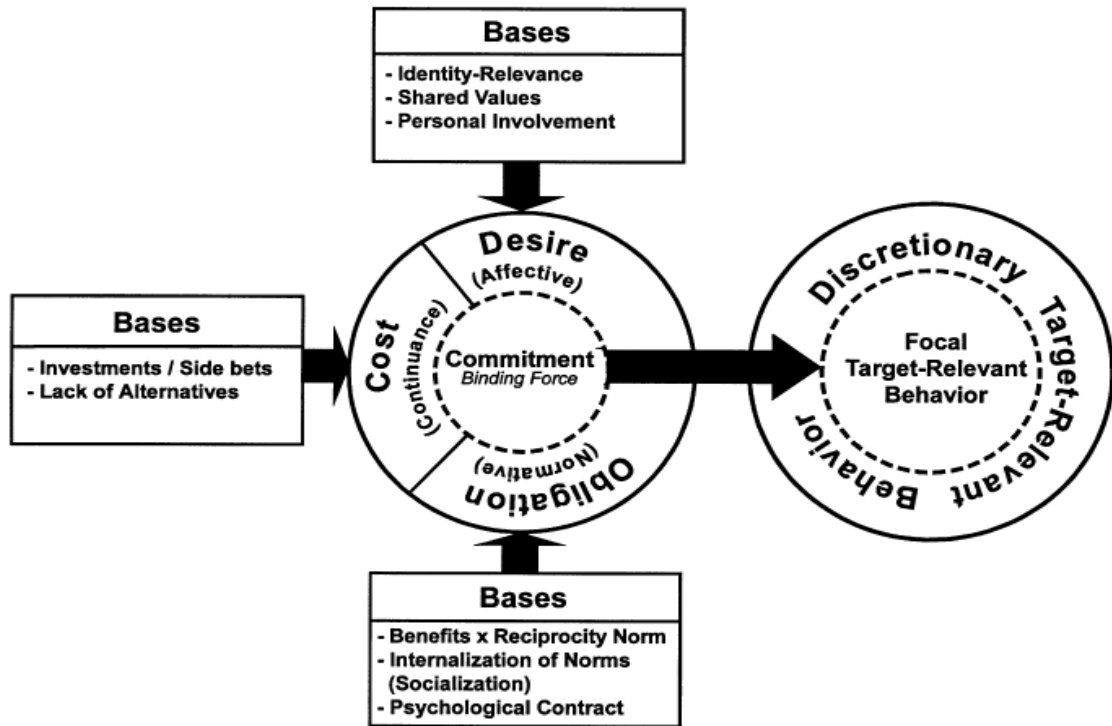 Bases
- Identity-Relevance
- Shared Values
- Personal Involvement
Bases
- Investments / Side bets
- Lack of Alternatives
Desire
(Affective)
Cost
(Continuance)
Obligation
(Normative)
Commitment
Binding Force
Discretionary Target-Relevant Behavior
Focal
Target-Relevant
Behavior
Bases
- Benefits x Reciprocity Norm
- Internalization of Norms
(Socialization)
- Psychological Contract